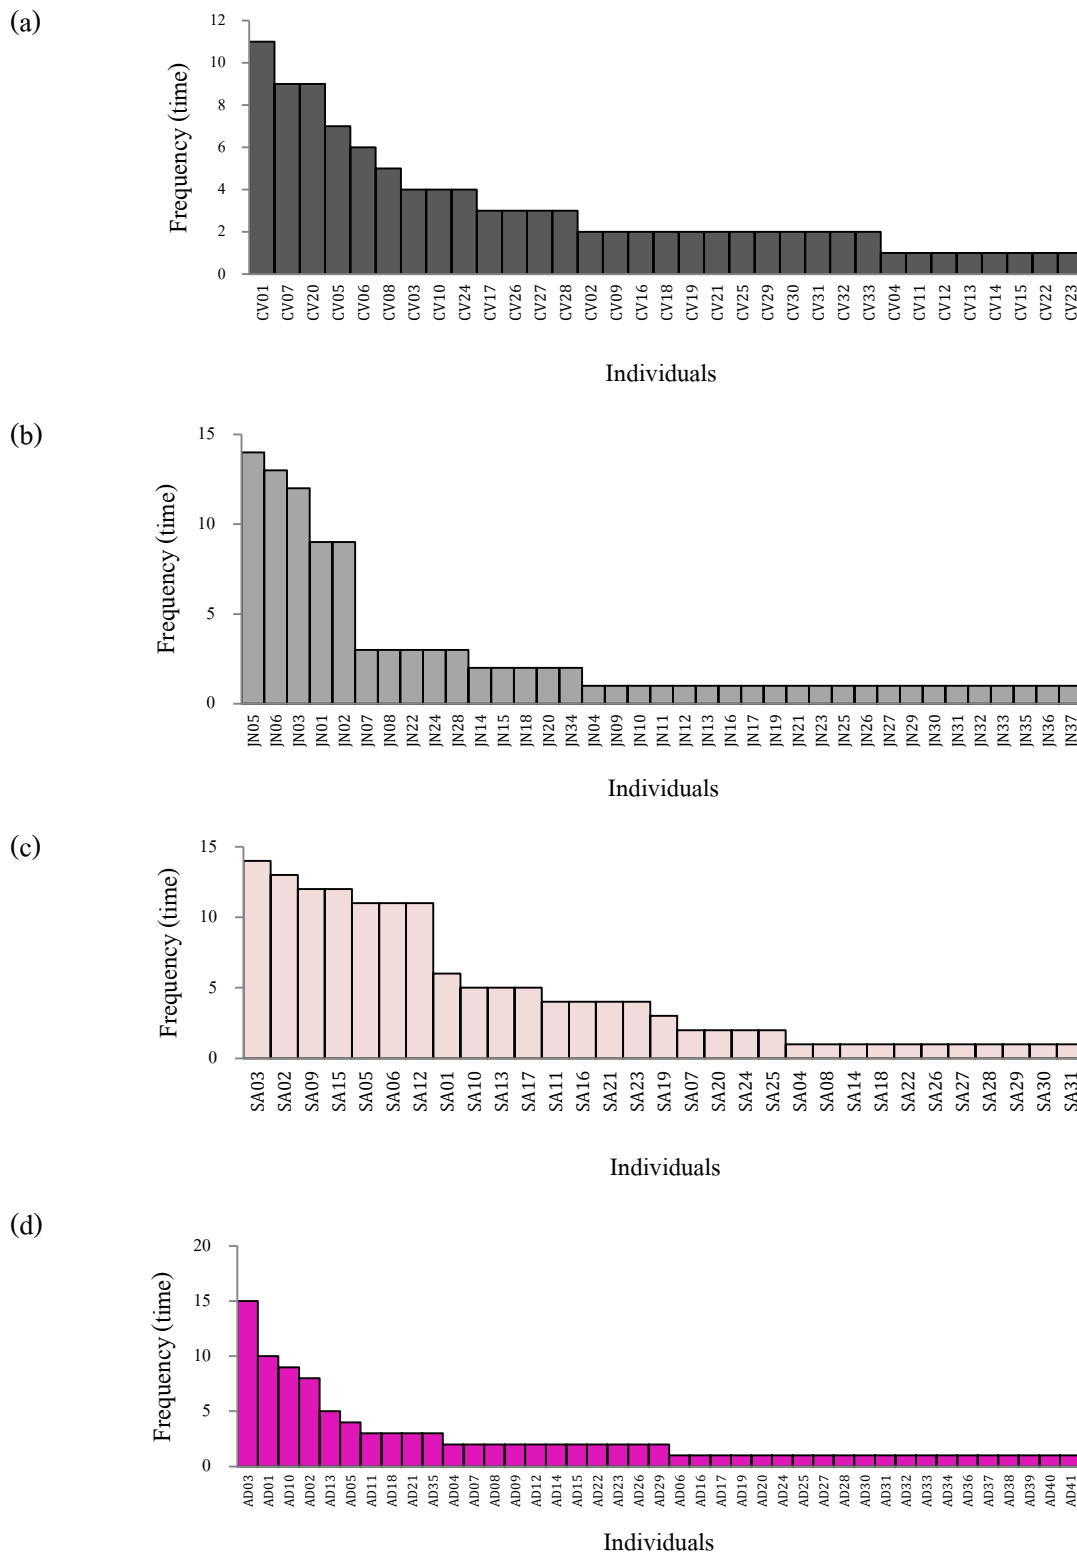 (a)
Frequency (time)
12
10
8
6
4
2
0
CV01 CV07 CV20 CV05 CV06 CV08 CV03 CV10 CV24 CV17 CV26 CV27 CV28 CV02 CV09 CV16 CV18 CV19 CV21 CV25 CV29 CV30 CV31 CV32 CV33 CV04 CV11 CV12 CV13 CV14 CV15 CV22 CV23
Individuals
(b)
Frequency (time)
15
10
5
0
JN05 JN06 JN03 JN01 JN02 JN07 JN08 JN22 JN24 JN28 JN14 JN15 JN18 JN20 JN34 JN04 JN09 JN10 JN11 JN12 JN13 JN16 JN17 JN19 JN21 JN23 JN25 JN26 JN27 JN29 JN30 JN31 JN32 JN33 JN35 JN36 JN37
Individuals
(c)
Frequency (time)
15
10
5
0
SA03 SA02 SA09 SA15 SA05 SA06 SA12 SA01 SA10 SA13 SA17 SA11 SA16 SA21 SA23 SA19 SA07 SA20 SA24 SA25 SA04 SA08 SA14 SA18 SA22 SA26 SA27 SA28 SA29 SA30 SA31
Individuals
(d)
Frequency (time)
20
15
10
5
0
AD03 AD01 AD10 AD02 AD13 AD05 AD11 AD18 AD21 AD35 AD04 AD07 AD08 AD09 AD12 AD14 AD15 AD22 AD23 AD26 AD29 AD06 AD16 AD17 AD19 AD20 AD24 AD25 AD27 AD28 AD30 AD31 AD32 AD33 AD34 AD36 AD37 AD38 AD39 AD40 AD41
Individuals